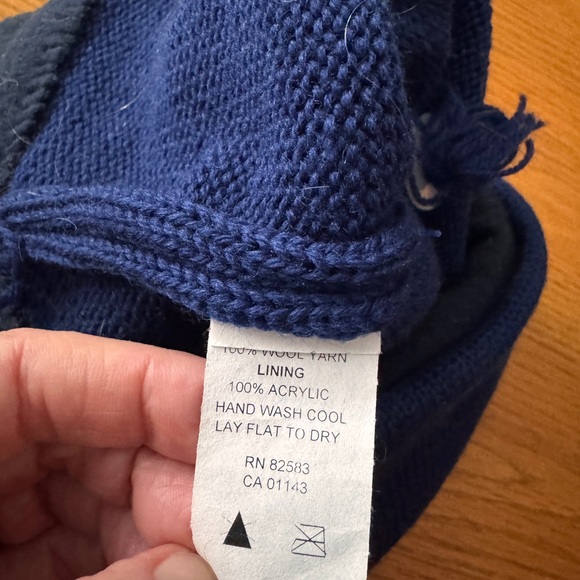 100% WOOL YARN
LINING
100% ACRYLIC
HAND WASH COOL
LAY FLAT TO DRY
RN 82583
CA 01143